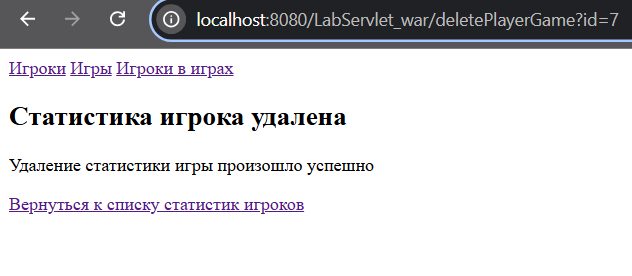 localhost:8080/LabServlet_war/deletePlayerGame?id=7
Игроки Игры Игроки в играх
Статистика игрока удалена
Удаление статистики игры произошло успешно
Вернуться к списку статистик игроков